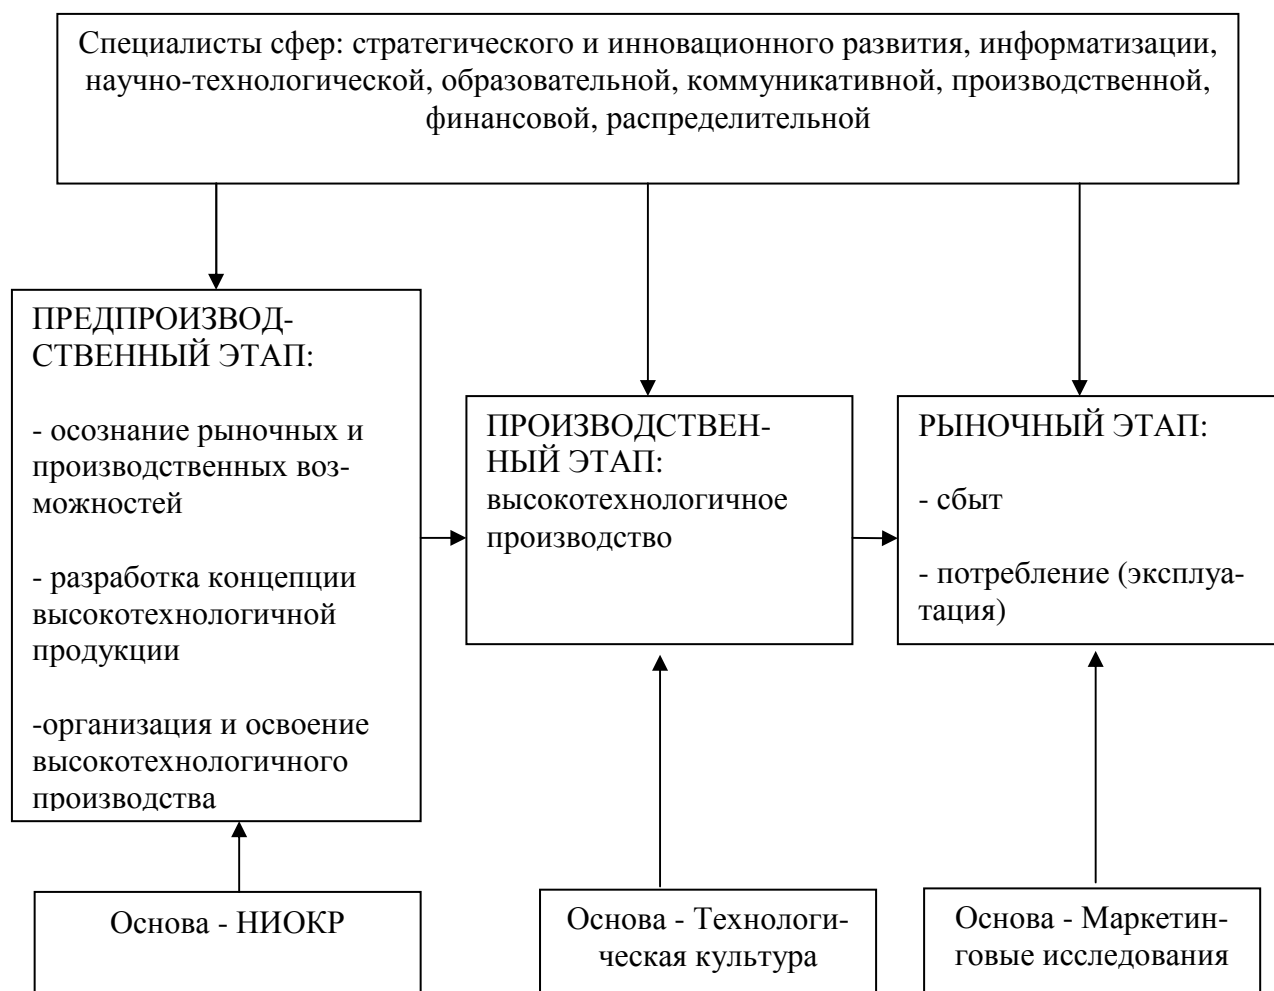 Специалисты сфер: стратегического и инновационного развития, информатизации,
научно-технологической, образовательной, коммуникативной, производственной,
финансовой, распределительной
ПРЕДПРОИЗВОД-
СТВЕННЫЙ ЭТАП:
- осознание рыночных и
производственных воз-
можностей
- разработка концепции
высокотехнологичной
продукции
-организация и освоение
высокотехнологичного
производства
ПРОИЗВОДСТВЕН-
НЫЙ ЭТАП:
высокотехнологичное
производство
РЫНОЧНЫЙ ЭТАП:
- сбыт
- потребление (эксплуа-
тация)
Основа - НИОКР
Основа - Технологи-
ческая культура
Основа - Маркетин-
говые исследования